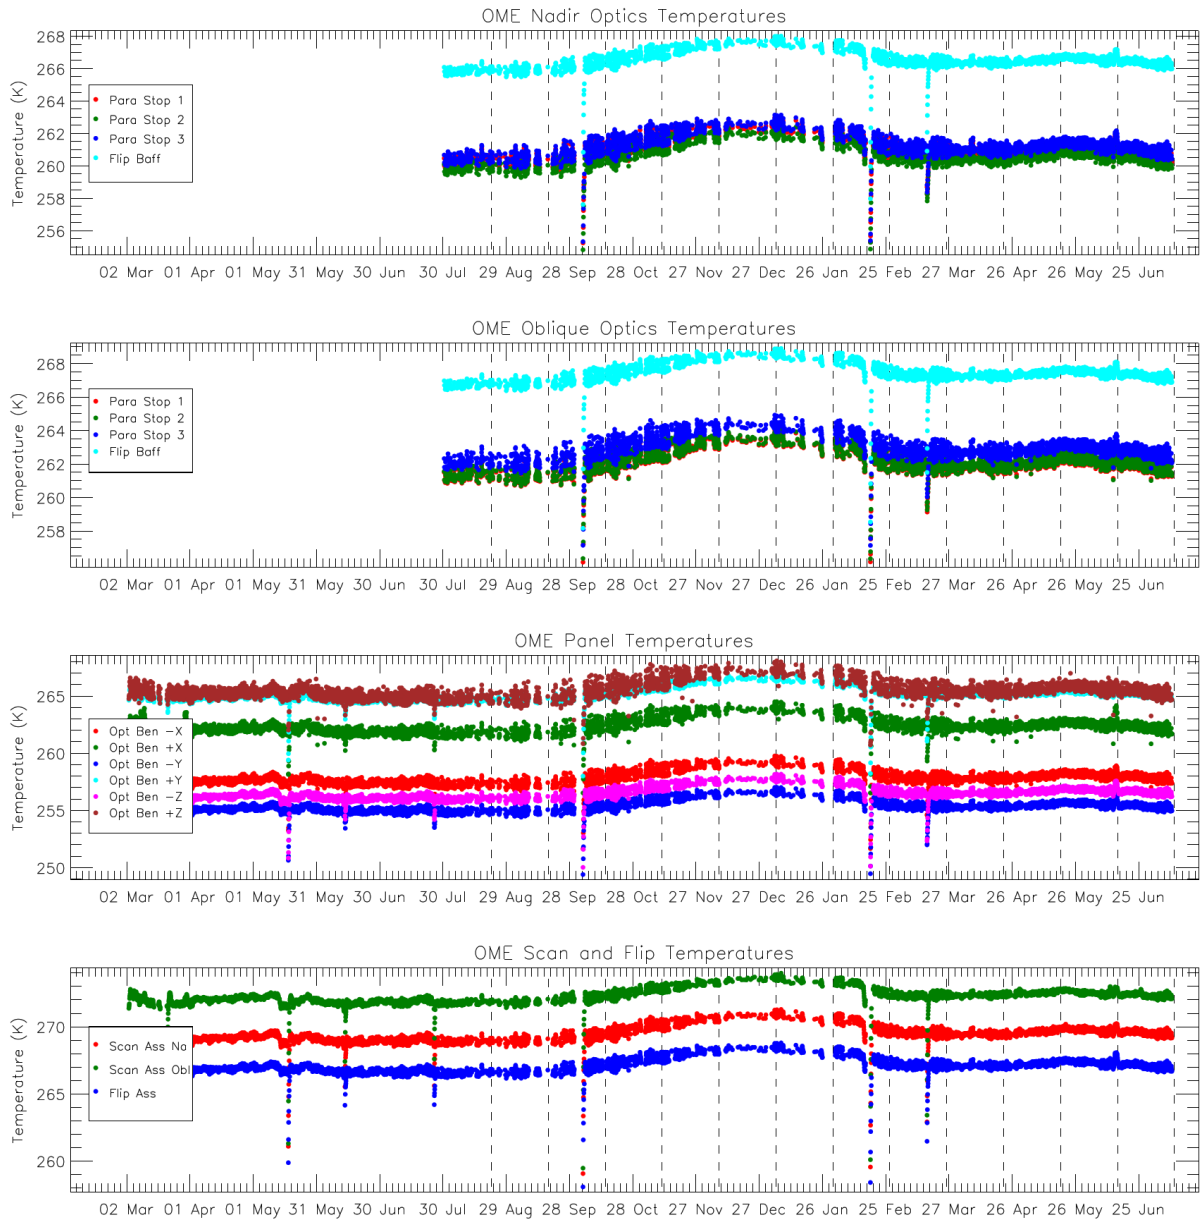 OME Nadir Optics Temperatures
Temperature (K)
268
266
264
262
260
258
256
Para Stop 1
Para Stop 2
Para Stop 3
Flip Baff
02 Mar 01 Apr 01 May 31 May 30 Jun 30 Jul 29 Aug 28 Sep 28 Oct 27 Nov 27 Dec 26 Jan 25 Feb 27 Mar 26 Apr 26 May 25 Jun
OME Oblique Optics Temperatures
Temperature (K)
268
266
264
262
260
258
Para Stop 1
Para Stop 2
Para Stop 3
Flip Baff
02 Mar 01 Apr 01 May 31 May 30 Jun 30 Jul 29 Aug 28 Sep 28 Oct 27 Nov 27 Dec 26 Jan 25 Feb 27 Mar 26 Apr 26 May 25 Jun
OME Panel Temperatures
Temperature (K)
265
260
255
250
Opt Ben −X
Opt Ben +X
Opt Ben −Y
Opt Ben +Y
Opt Ben −Z
Opt Ben +Z
02 Mar 01 Apr 01 May 31 May 30 Jun 30 Jul 29 Aug 28 Sep 28 Oct 27 Nov 27 Dec 26 Jan 25 Feb 27 Mar 26 Apr 26 May 25 Jun
OME Scan and Flip Temperatures
Temperature (K)
270
265
260
Scan Ass Na
Scan Ass Obl
Flip Ass
02 Mar 01 Apr 01 May 31 May 30 Jun 30 Jul 29 Aug 28 Sep 28 Oct 27 Nov 27 Dec 26 Jan 25 Feb 27 Mar 26 Apr 26 May 25 Jun